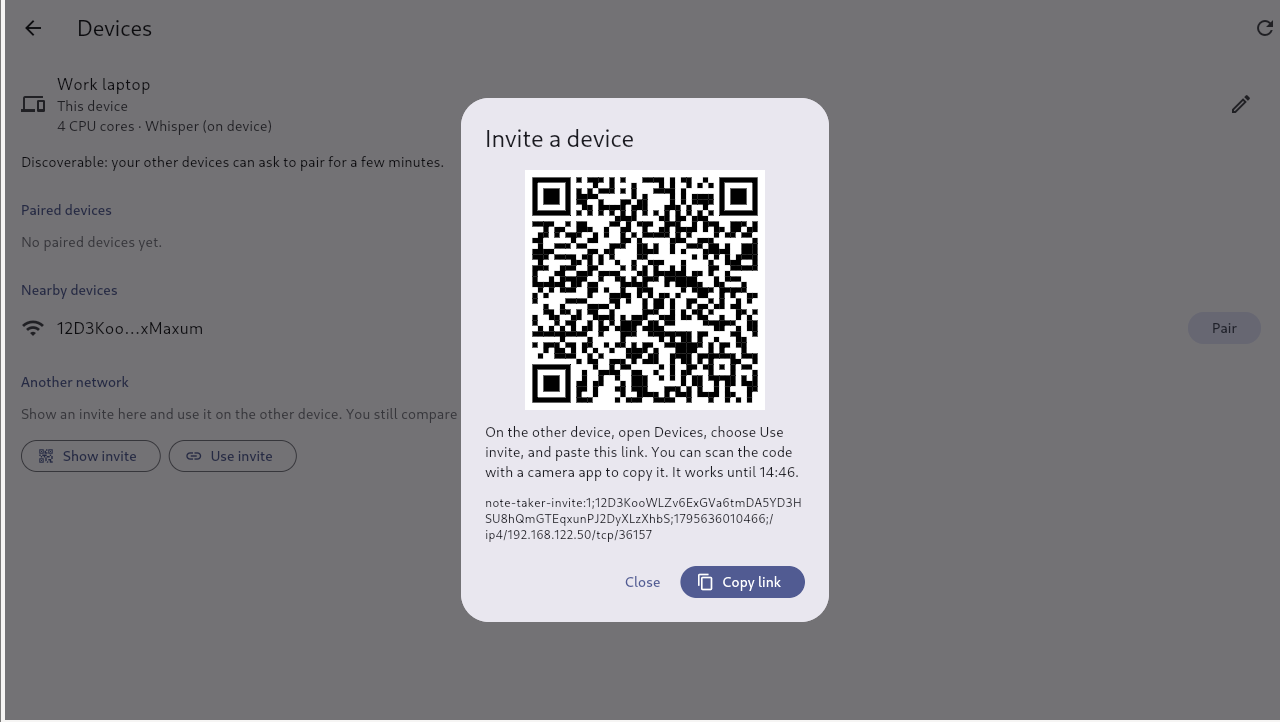 Devices
Work laptop
This device
4 CPU cores · Whisper (on device)
Discoverable: your other devices can ask to pair for a few minutes.
Paired devices
No paired devices yet.
Nearby devices
12D3Koo…xMaxum
Pair
Another network
Show an invite here and use it on the other device. You still compare
Show invite
Use invite
Invite a device
On the other device, open Devices, choose Use
invite, and paste this link. You can scan the code
with a camera app to copy it. It works until 14:46.
note-taker-invite:1;12D3KooWLZv6ExGVa6tmDA5YD3H
SU8hQmGTEqxunPJ2DyXLzXhbS;1795636010466;/
ip4/192.168.122.50/tcp/36157
Close
Copy link